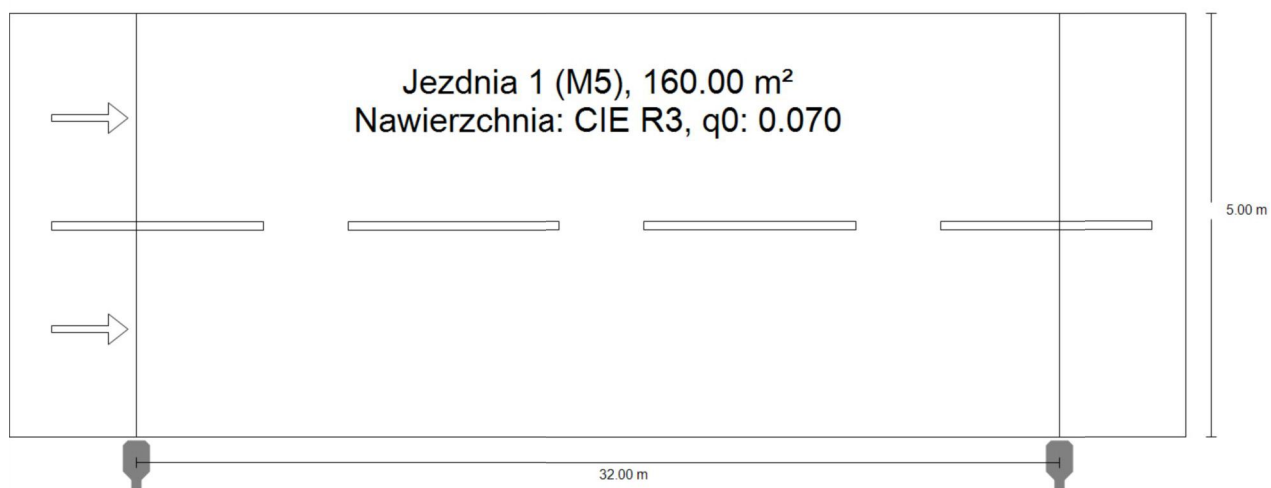 Jezdnia 1 (M5), 160.00 m²
Nawierzchnia: CIE R3, q0: 0.070
5.00 m
32.00 m